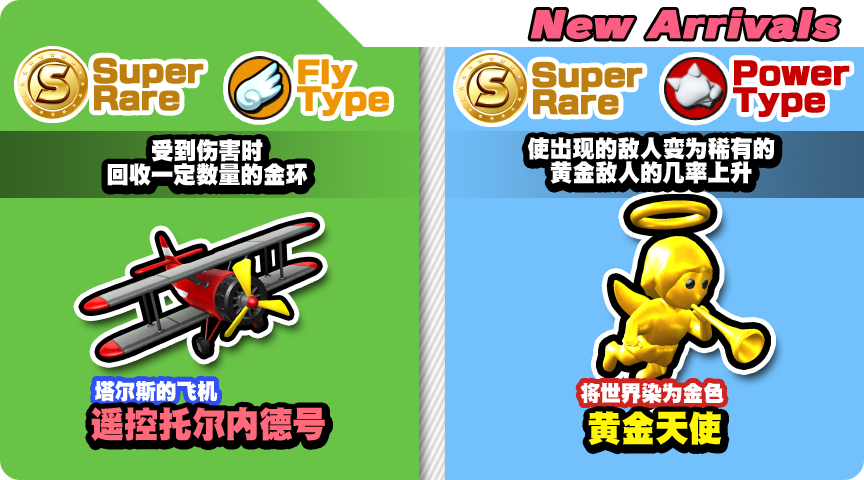 New Arrivals
S
Super
Rare
Fly
Type
受到伤害时
回收一定数量的金环
塔尔斯的飞机
遥控托尔内德号
S
Super
Rare
Power
Type
使出现的敌人变为稀有的
黄金敌人的几率上升
将世界染为金色
黄金天使